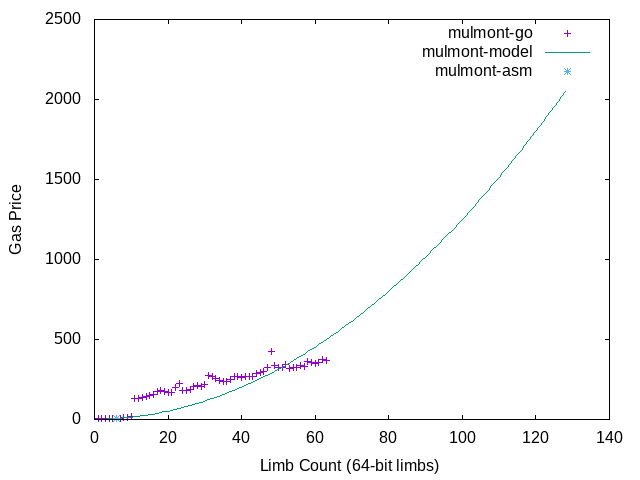 2500
2000
1500
1000
500
0
Gas Price
mulmont-go
mulmont-model
mulmont-asm
0 20 40 60 80 100 120 140
Limb Count (64-bit limbs)